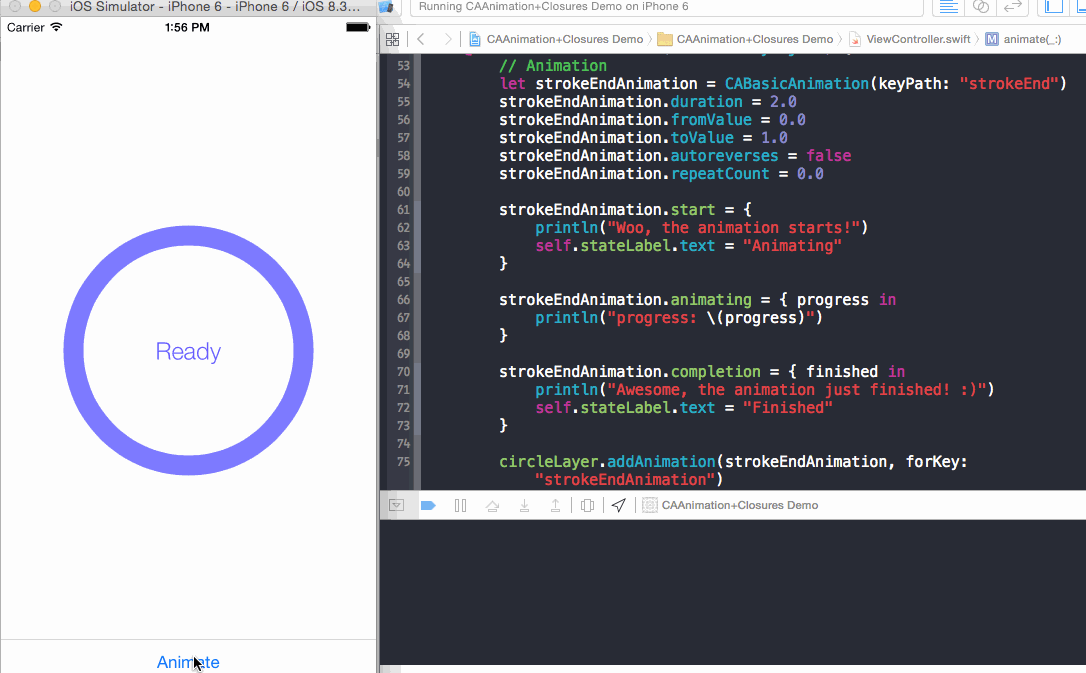 iOS Simulator - iPhone 6 - iPhone 6 / iOS 8.3…
Carrier 1:56 PM
Ready
Animate
Running CAAnimation+Closures Demo on iPhone 6
CAAnimation+Closures Demo CAAnimation+Closures Demo ViewController.swift M animate(_:)
53 // Animation
54 let strokeEndAnimation = CABasicAnimation(keyPath: "strokeEnd")
55 strokeEndAnimation.duration = 2.0
56 strokeEndAnimation.fromValue = 0.0
57 strokeEndAnimation.toValue = 1.0
58 strokeEndAnimation.autoreverses = false
59 strokeEndAnimation.repeatCount = 0.0
60
61 strokeEndAnimation.start = {
62 println("Woo, the animation starts!")
63 self.stateLabel.text = "Animating"
64 }
65
66 strokeEndAnimation.animating = { progress in
67 println("progress: \(progress)")
68 }
69
70 strokeEndAnimation.completion = { finished in
71 println("Awesome, the animation just finished! :)")
72 self.stateLabel.text = "Finished"
73 }
74
75 circleLayer.addAnimation(strokeEndAnimation, forKey:
"strokeEndAnimation")
CAAnimation+Closures Demo